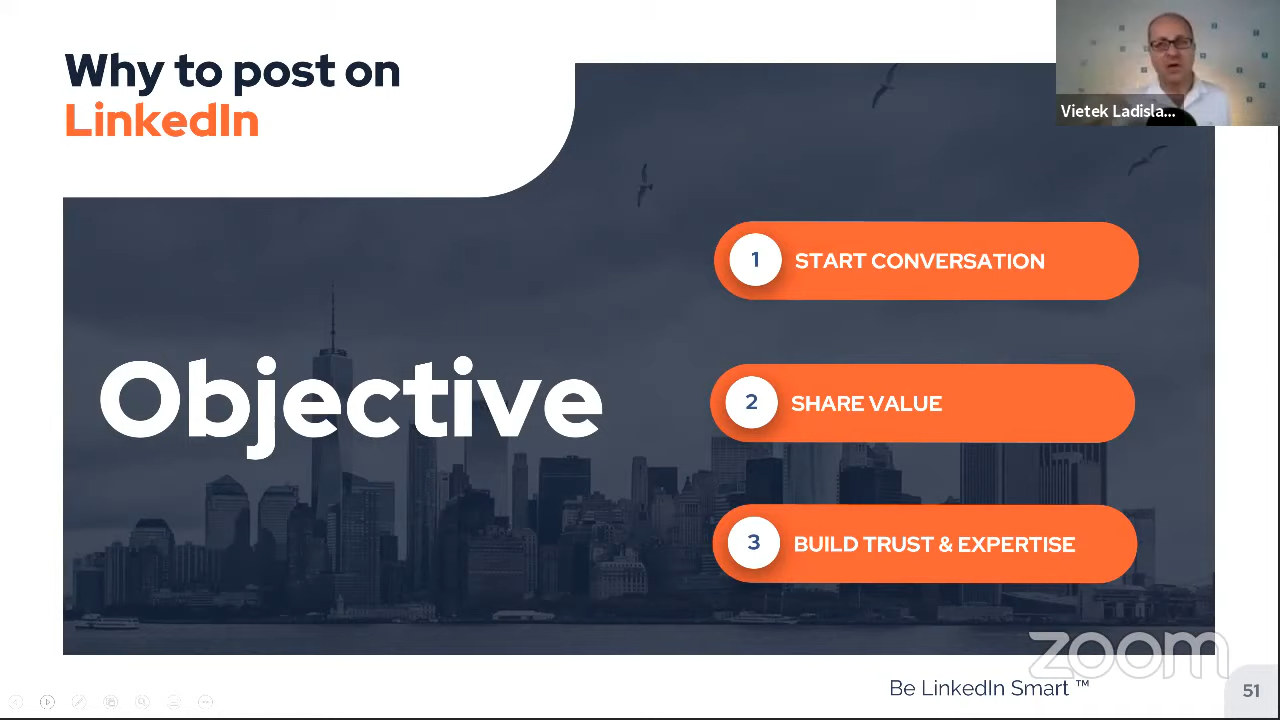 Why to post on
LinkedIn
Vietek Ladisla...
Objective
1 START CONVERSATION
2 SHARE VALUE
3 BUILD TRUST & EXPERTISE
zoom
Be LinkedIn Smart ™
51